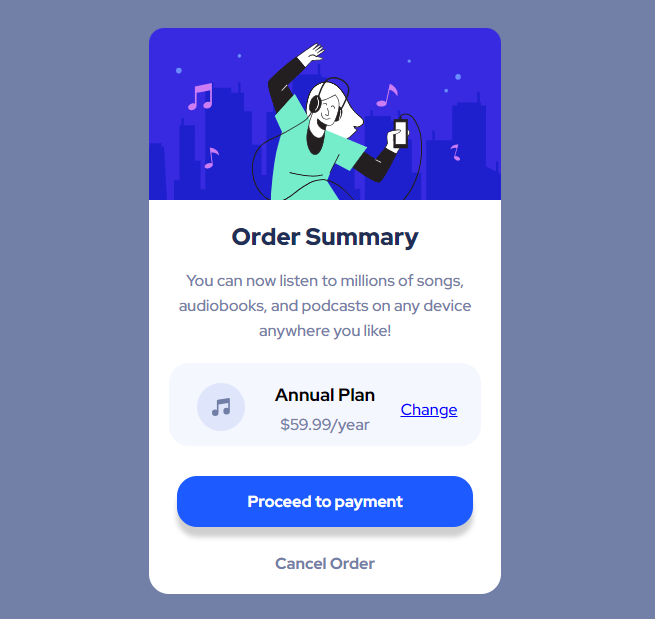 Order Summary
You can now listen to millions of songs,
audiobooks, and podcasts on any device
anywhere you like!
Annual Plan
$59.99/year
Change
Proceed to payment
Cancel Order